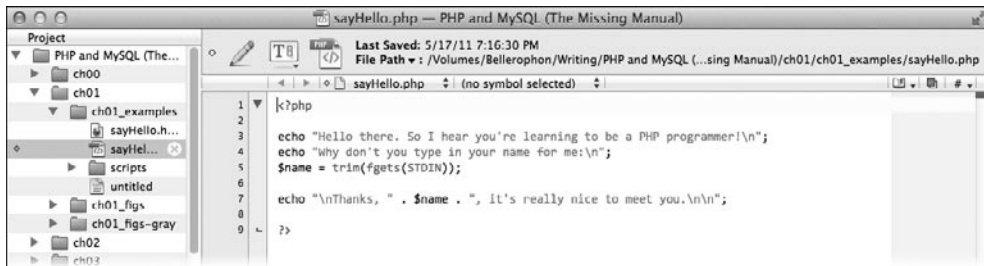 sayHello.php — PHP and MySQL (The Missing Manual)
Project
PHP and MySQL (The...
ch00
ch01
ch01_examples
sayHello.h...
sayHel...
scripts
untitled
ch01_figs
ch01_figs-gray
ch02
ch03
Last Saved: 5/17/11 7:16:30 PM
File Path ▾ : /Volumes/Bellerophon/Writing/PHP and MySQL (...sing Manual)/ch01/ch01_examples/sayHello.php
sayHello.php (no symbol selected) #
1 <?php
2
3 echo "Hello there. So I hear you're learning to be a PHP programmer!\n";
4 echo "Why don't you type in your name for me:\n";
5 $name = trim(fgets(STDIN));
6
7 echo "\nThanks, " . $name . ", it's really nice to meet you.\n\n";
8
9 ?>